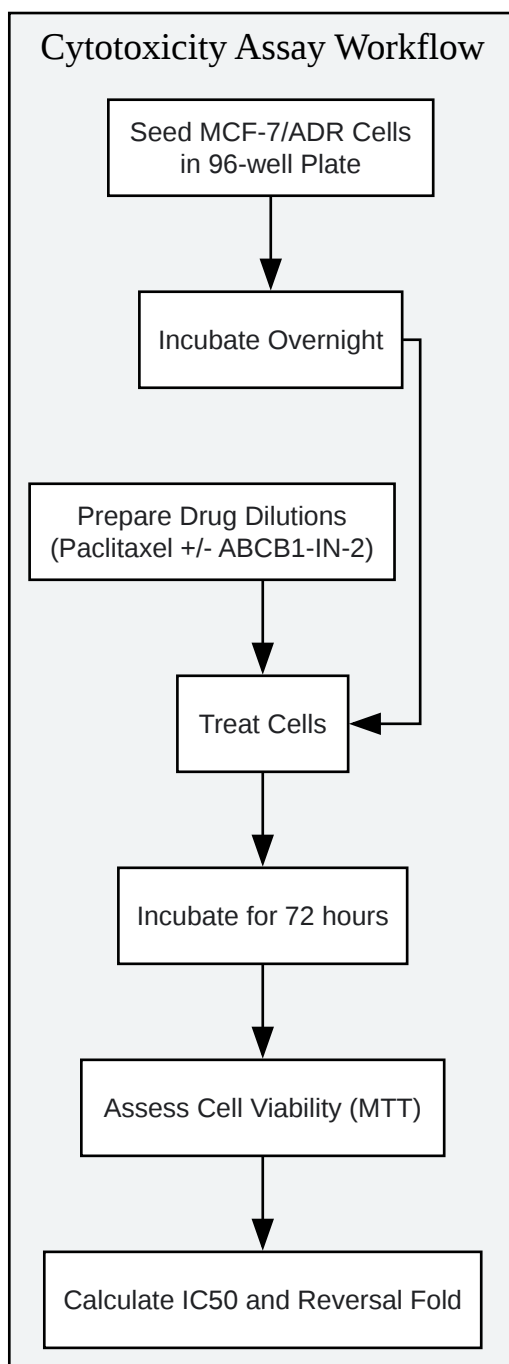 Cytotoxicity Assay Workflow
Seed MCF-7/ADR Cells
in 96-well Plate
Incubate Overnight
Prepare Drug Dilutions
(Paclitaxel +/- ABCB1-IN-2)
Treat Cells
Incubate for 72 hours
Assess Cell Viability (MTT)
Calculate IC50 and Reversal Fold